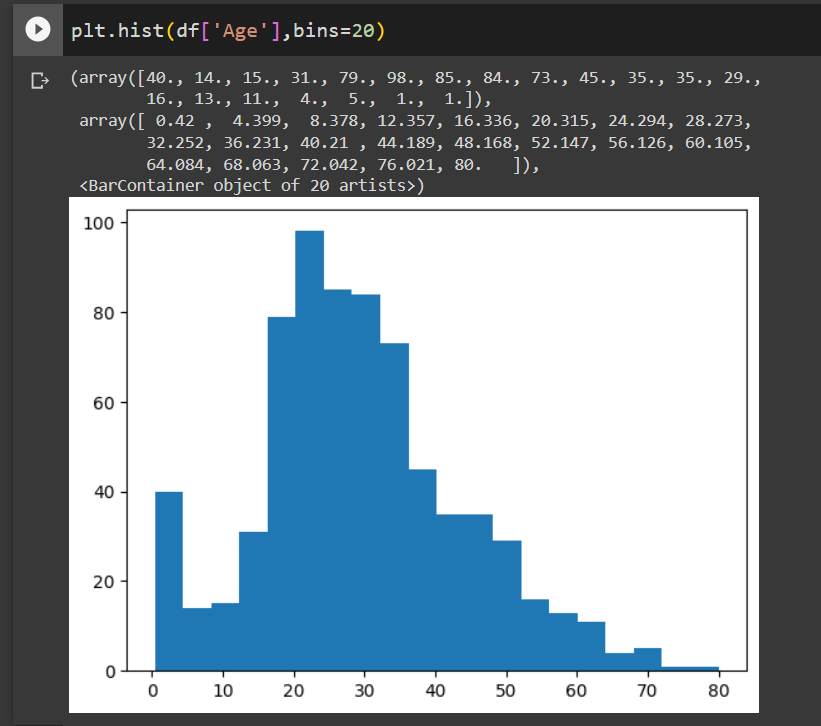 plt.hist(df['Age'],bins=20)
(array([40., 14., 15., 31., 79., 98., 85., 84., 73., 45., 35., 35., 29.,
16., 13., 11., 4., 5., 1., 1.]),
array([ 0.42 , 4.399, 8.378, 12.357, 16.336, 20.315, 24.294, 28.273,
32.252, 36.231, 40.21 , 44.189, 48.168, 52.147, 56.126, 60.105,
64.084, 68.063, 72.042, 76.021, 80. ]),
<BarContainer object of 20 artists>)
100
80
60
40
20
0
0 10 20 30 40 50 60 70 80